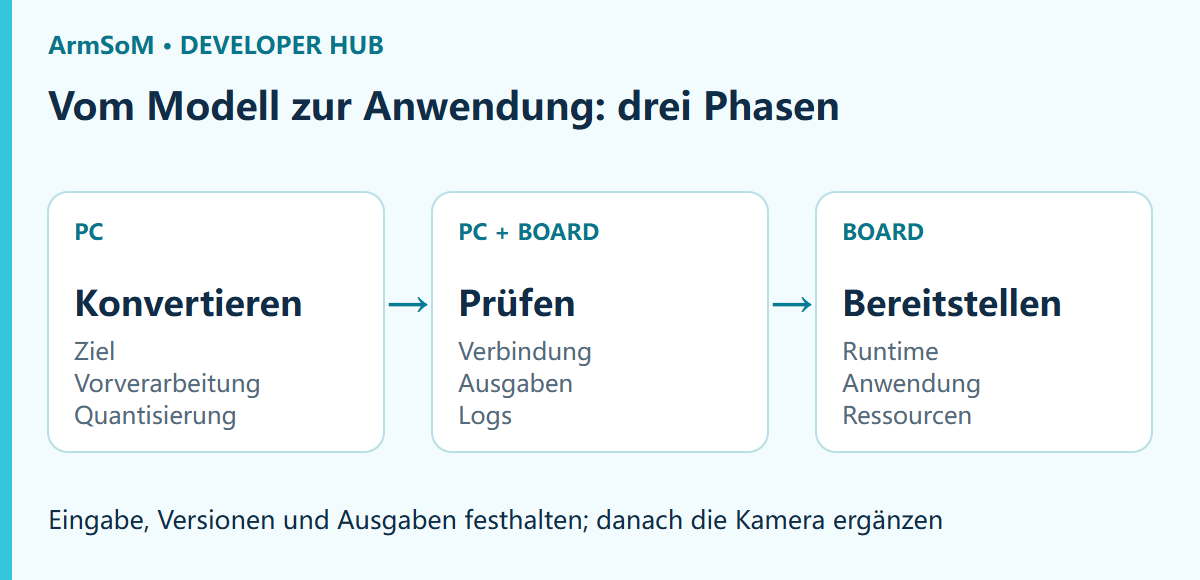 ArmSoM • DEVELOPER HUB
Vom Modell zur Anwendung: drei Phasen
PC
Konvertieren
Ziel
Vorverarbeitung
Quantisierung
→
PC + BOARD
Prüfen
Verbindung
Ausgaben
Logs
→
BOARD
Bereitstellen
Runtime
Anwendung
Ressourcen
Eingabe, Versionen und Ausgaben festhalten; danach die Kamera ergänzen